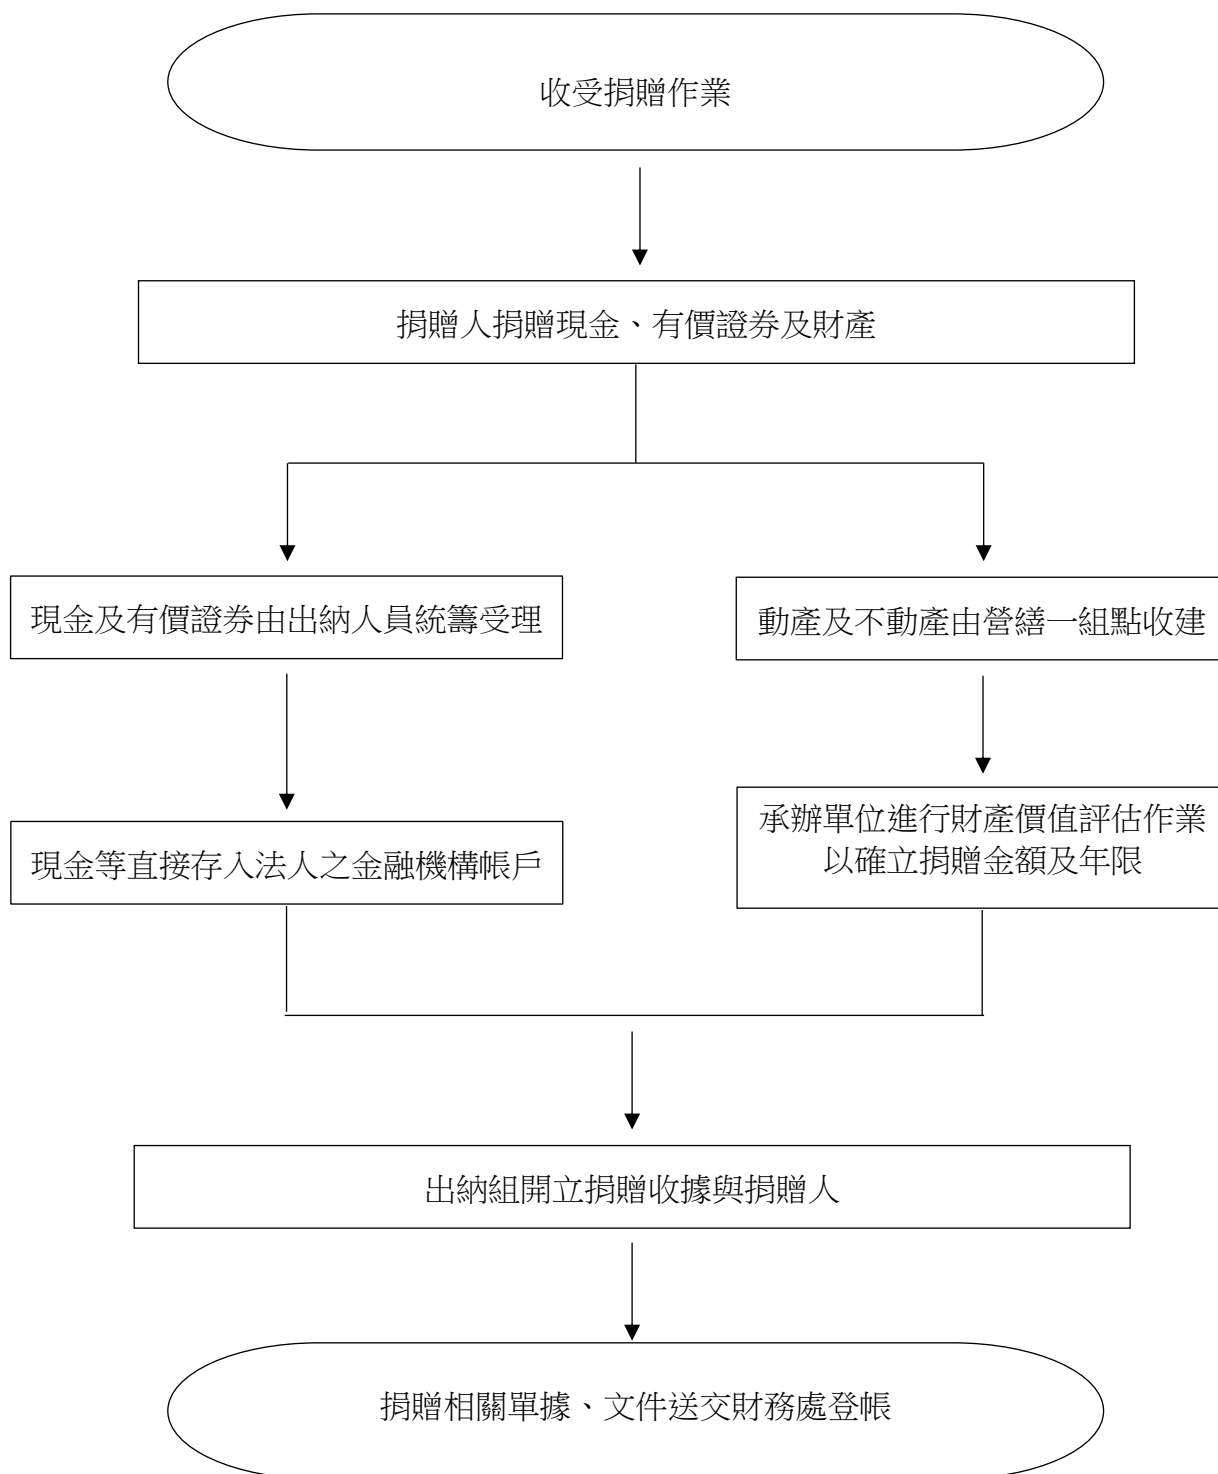 收受捐贈作業
捐贈人捐贈現金、有價證券及財產
現金及有價證券由出納人員統籌受理
動產及不動產由營繕一組點收建
現金等直接存入法人之金融機構帳戶
承辦單位進行財產價值評估作業
以確立捐贈金額及年限
出納組開立捐贈收據與捐贈人
捐贈相關單據、文件送交財務處登帳